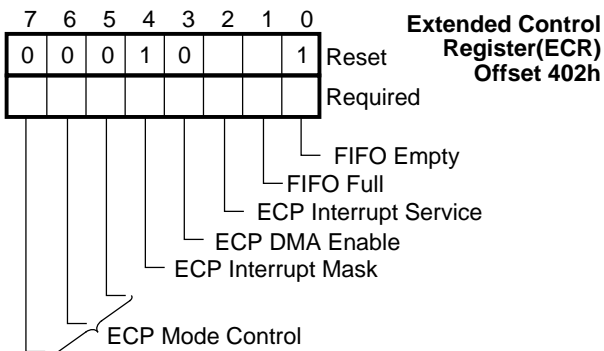 7 6 5 4 3 2 1 0
Extended Control
Register(ECR)
Offset 402h
0 0 0 1 0 1 Reset
Required
FIFO Empty
FIFO Full
ECP Interrupt Service
ECP DMA Enable
ECP Interrupt Mask
ECP Mode Control